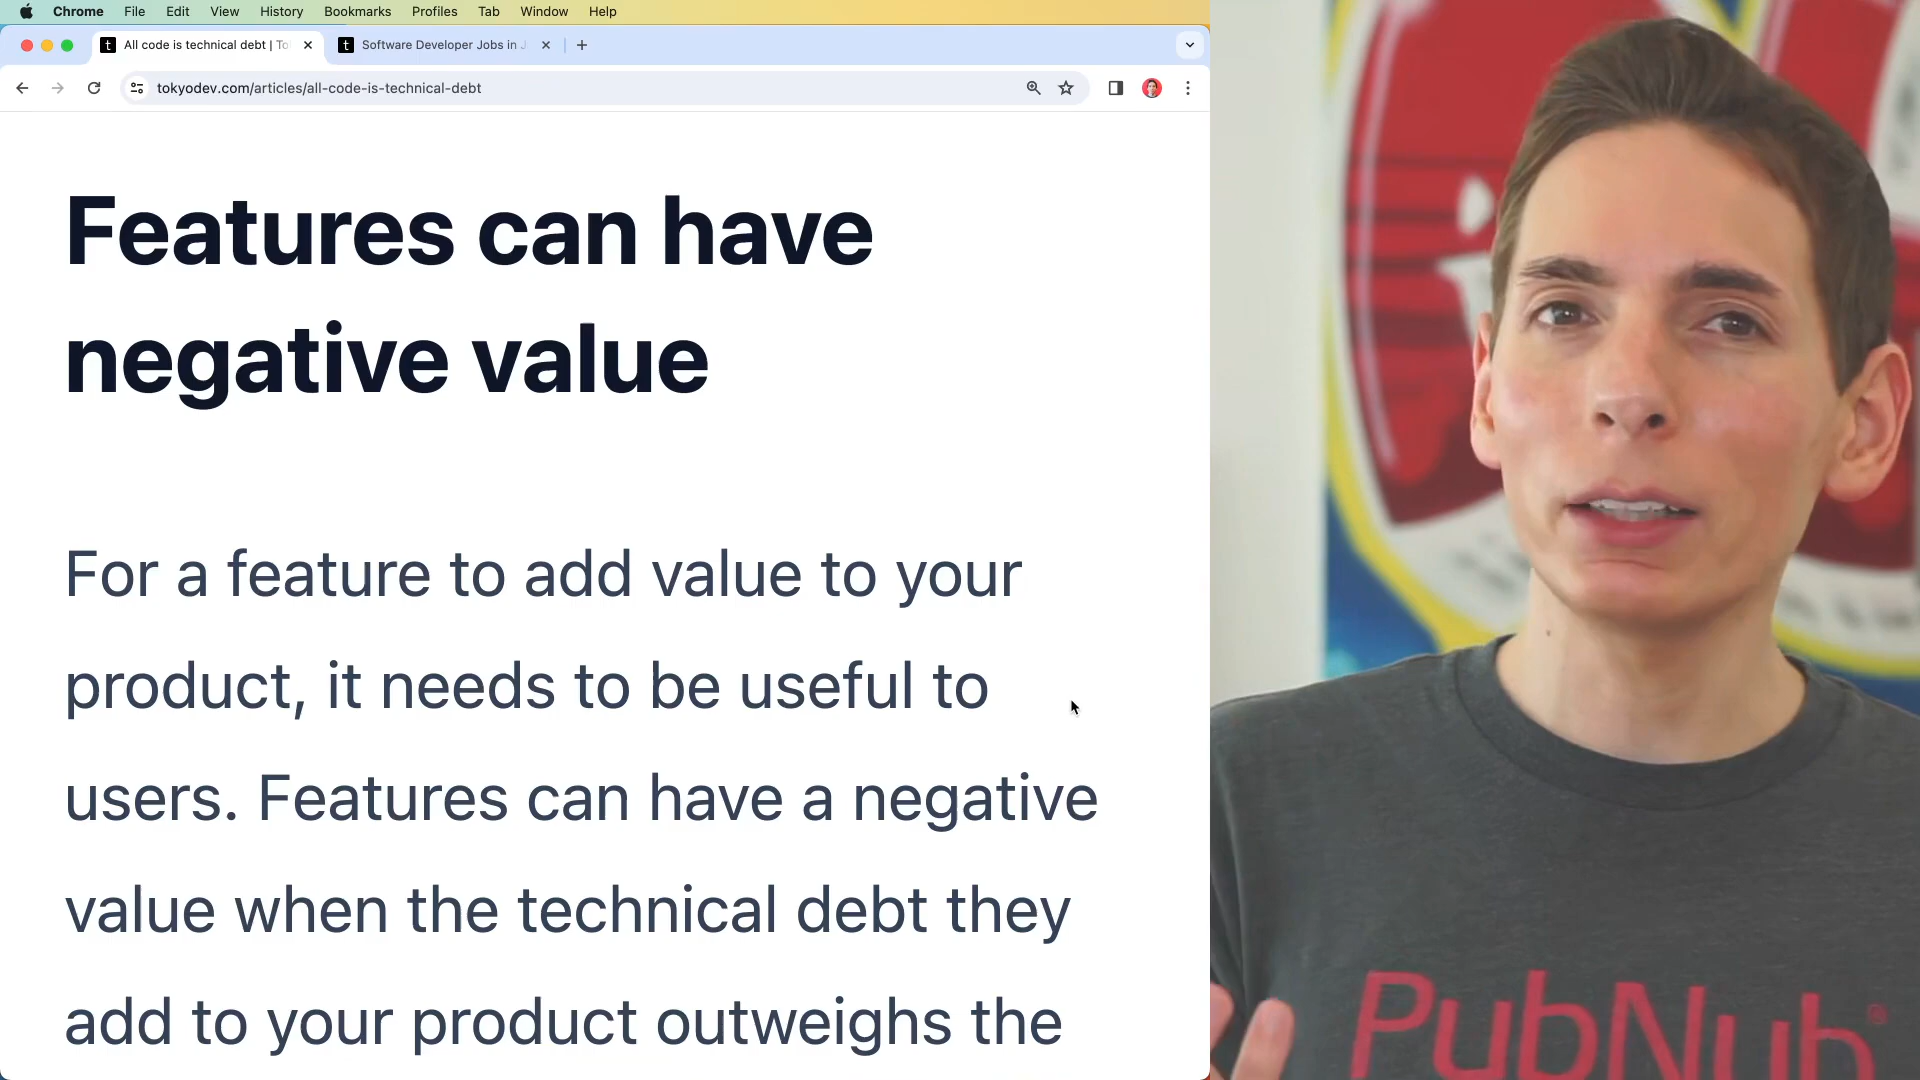 Chrome File Edit View History Bookmarks Profiles Tab Window Help
All code is technical debt | To
Software Developer Jobs in J
tokyodev.com/articles/all-code-is-technical-debt
Features can have
negative value
For a feature to add value to your
product, it needs to be useful to
users. Features can have a negative
value when the technical debt they
add to your product outweighs the
PubNub®